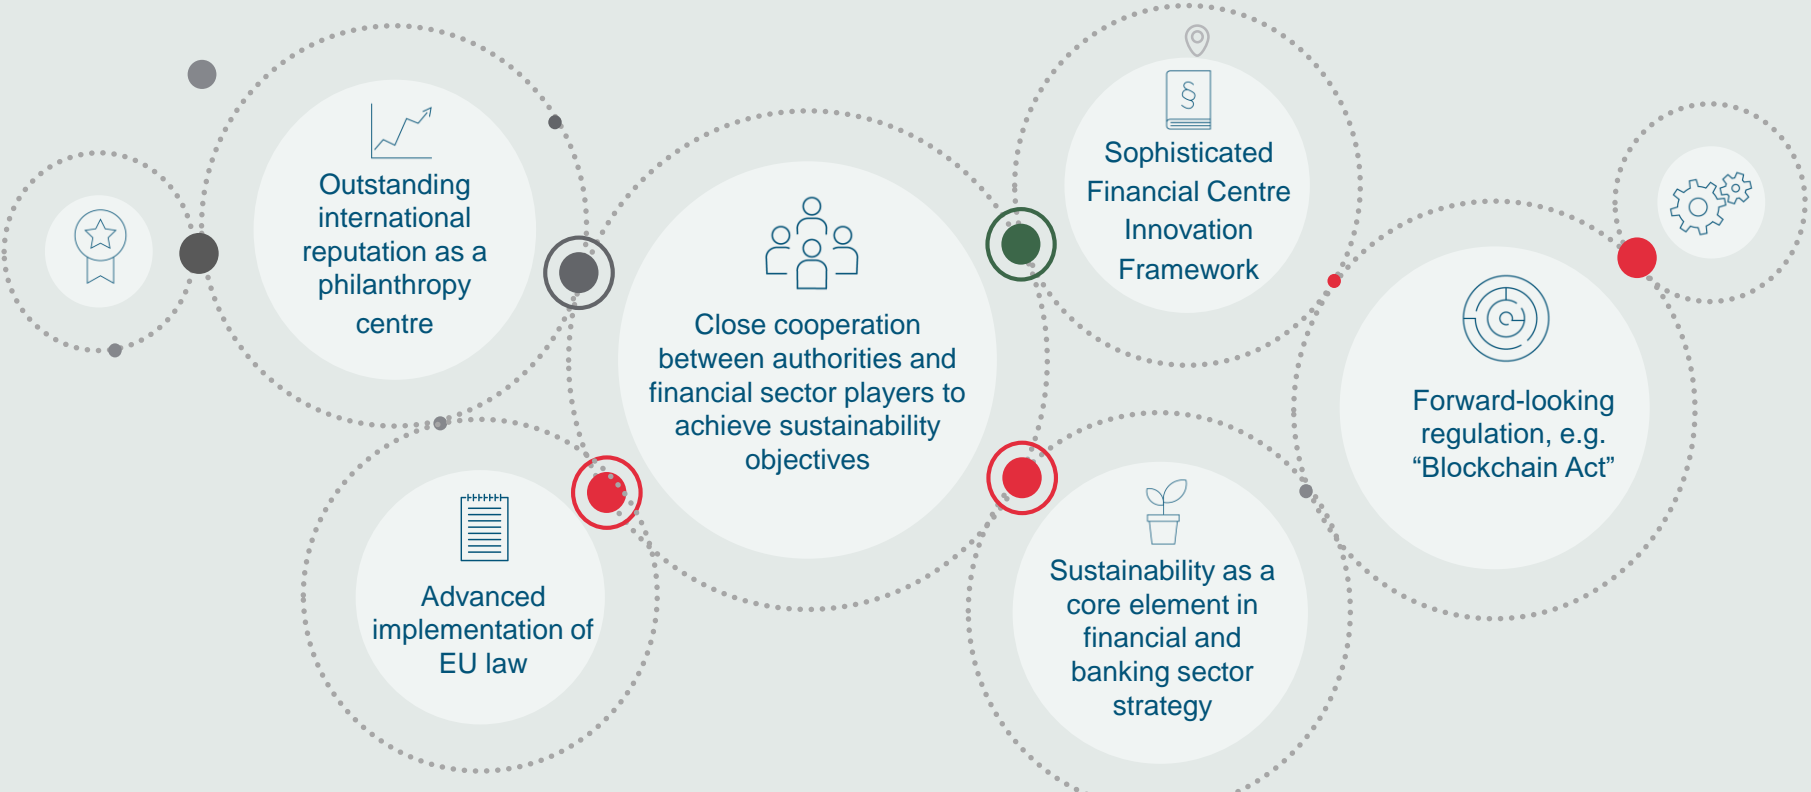 Outstanding
international
reputation as a
philanthropy
centre
Advanced
implementation of
EU law
Close cooperation
between authorities and
financial sector players to
achieve sustainability
objectives
§
Sophisticated
Financial Centre
Innovation
Framework
Sustainability as a
core element in
financial and
banking sector
strategy
Forward-looking
regulation, e.g.
“Blockchain Act”